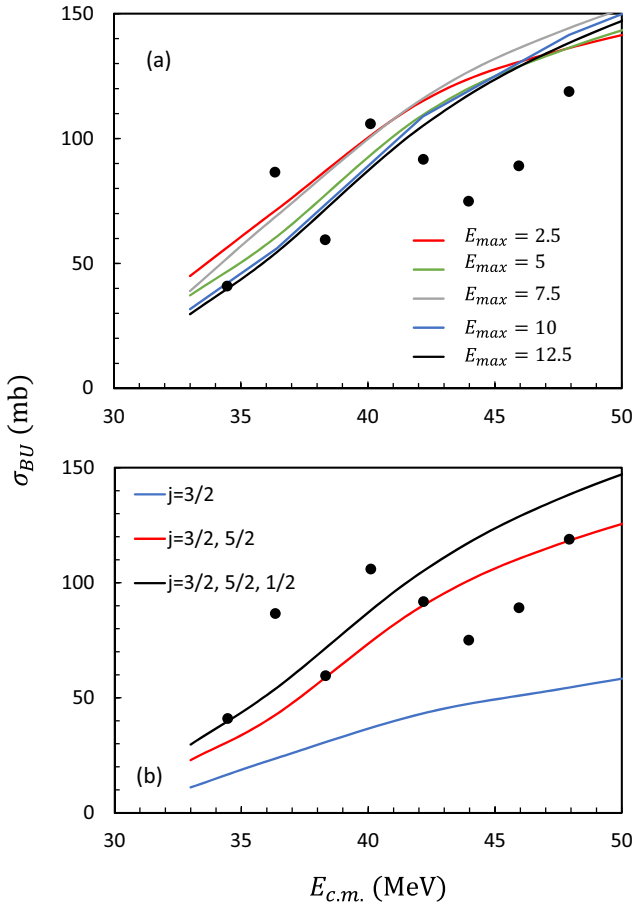 150
(a)
100
50
E_max = 2.5
E_max = 5
E_max = 7.5
E_max = 10
E_max = 12.5
0
30 35 40 45 50
σ_BU (mb)
150
j=3/2
j=3/2, 5/2
100
j=3/2, 5/2, 1/2
50
(b)
0
30 35 40 45 50
E_c.m. (MeV)